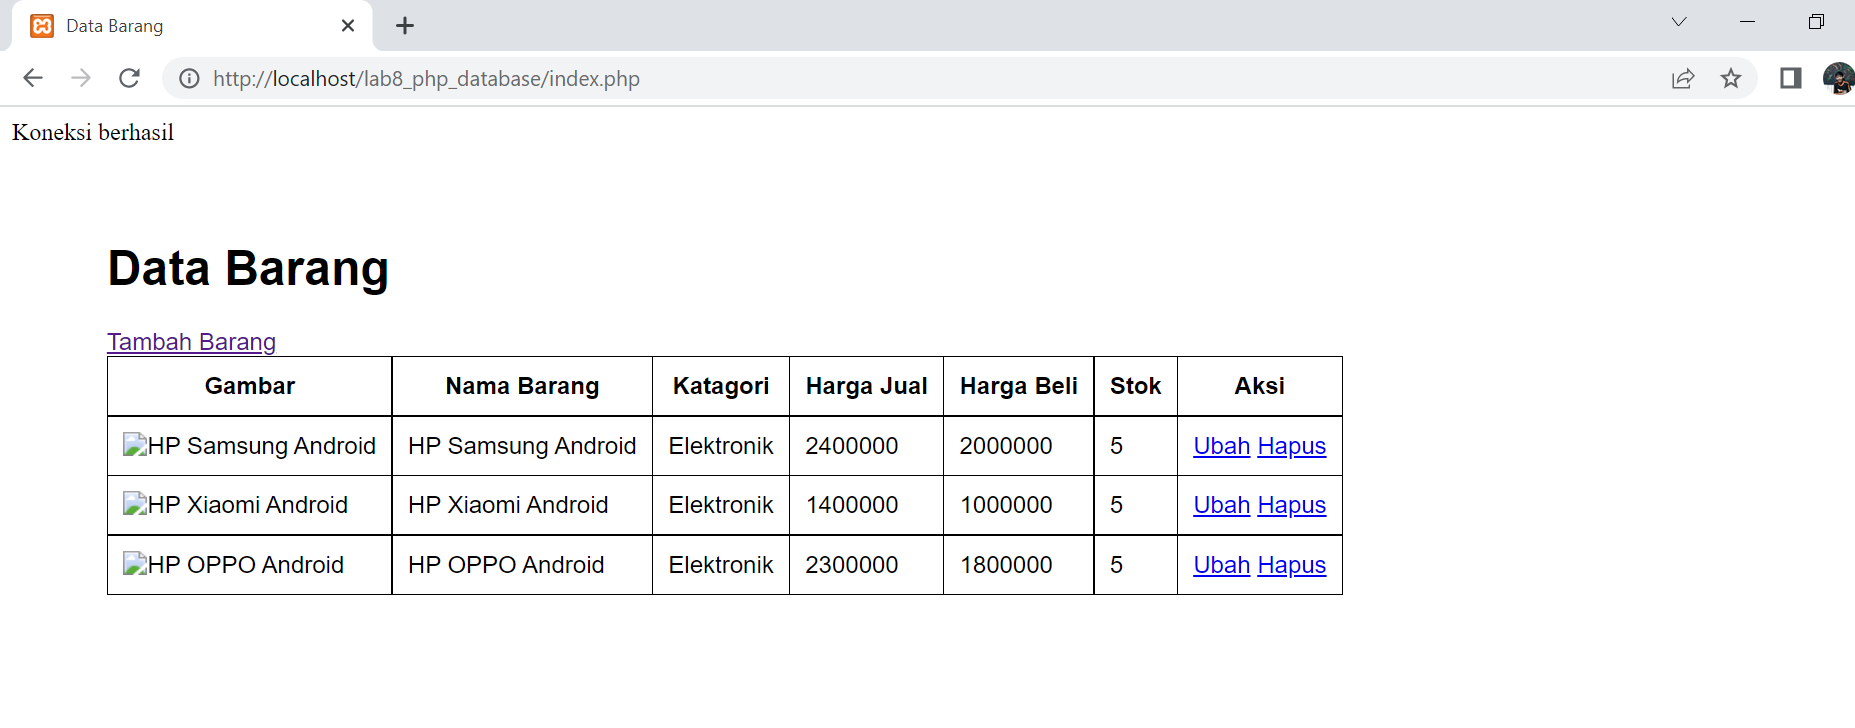 Data Barang
http://localhost/lab8_php_database/index.php
Koneksi berhasil
Data Barang
Tambah Barang
Gambar Nama Barang Katagori Harga Jual Harga Beli Stok Aksi
HP Samsung Android HP Samsung Android Elektronik 2400000 2000000 5 Ubah Hapus
HP Xiaomi Android HP Xiaomi Android Elektronik 1400000 1000000 5 Ubah Hapus
HP OPPO Android HP OPPO Android Elektronik 2300000 1800000 5 Ubah Hapus